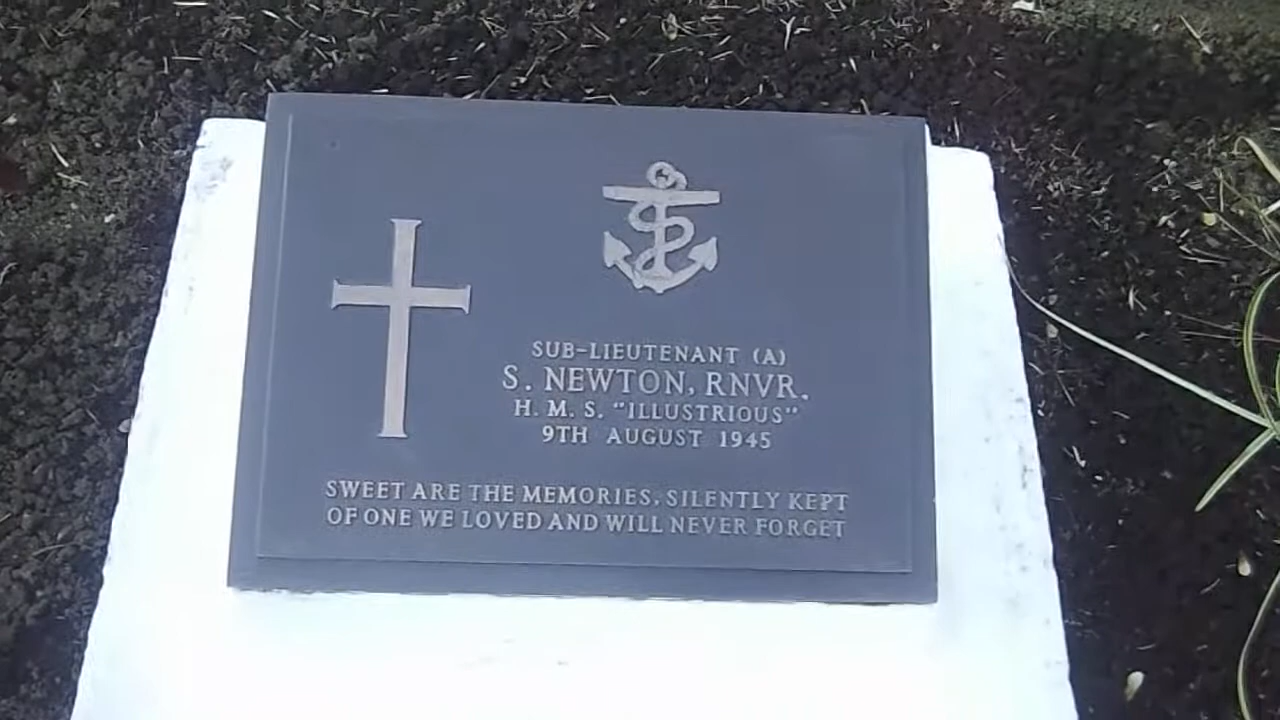 SUB-LIEUTENANT (A)
S. NEWTON, RNVR.
H. M. S. "ILLUSTRIOUS"
9TH AUGUST 1945
SWEET ARE THE MEMORIES, SILENTLY KEPT
OF ONE WE LOVED AND WILL NEVER FORGET